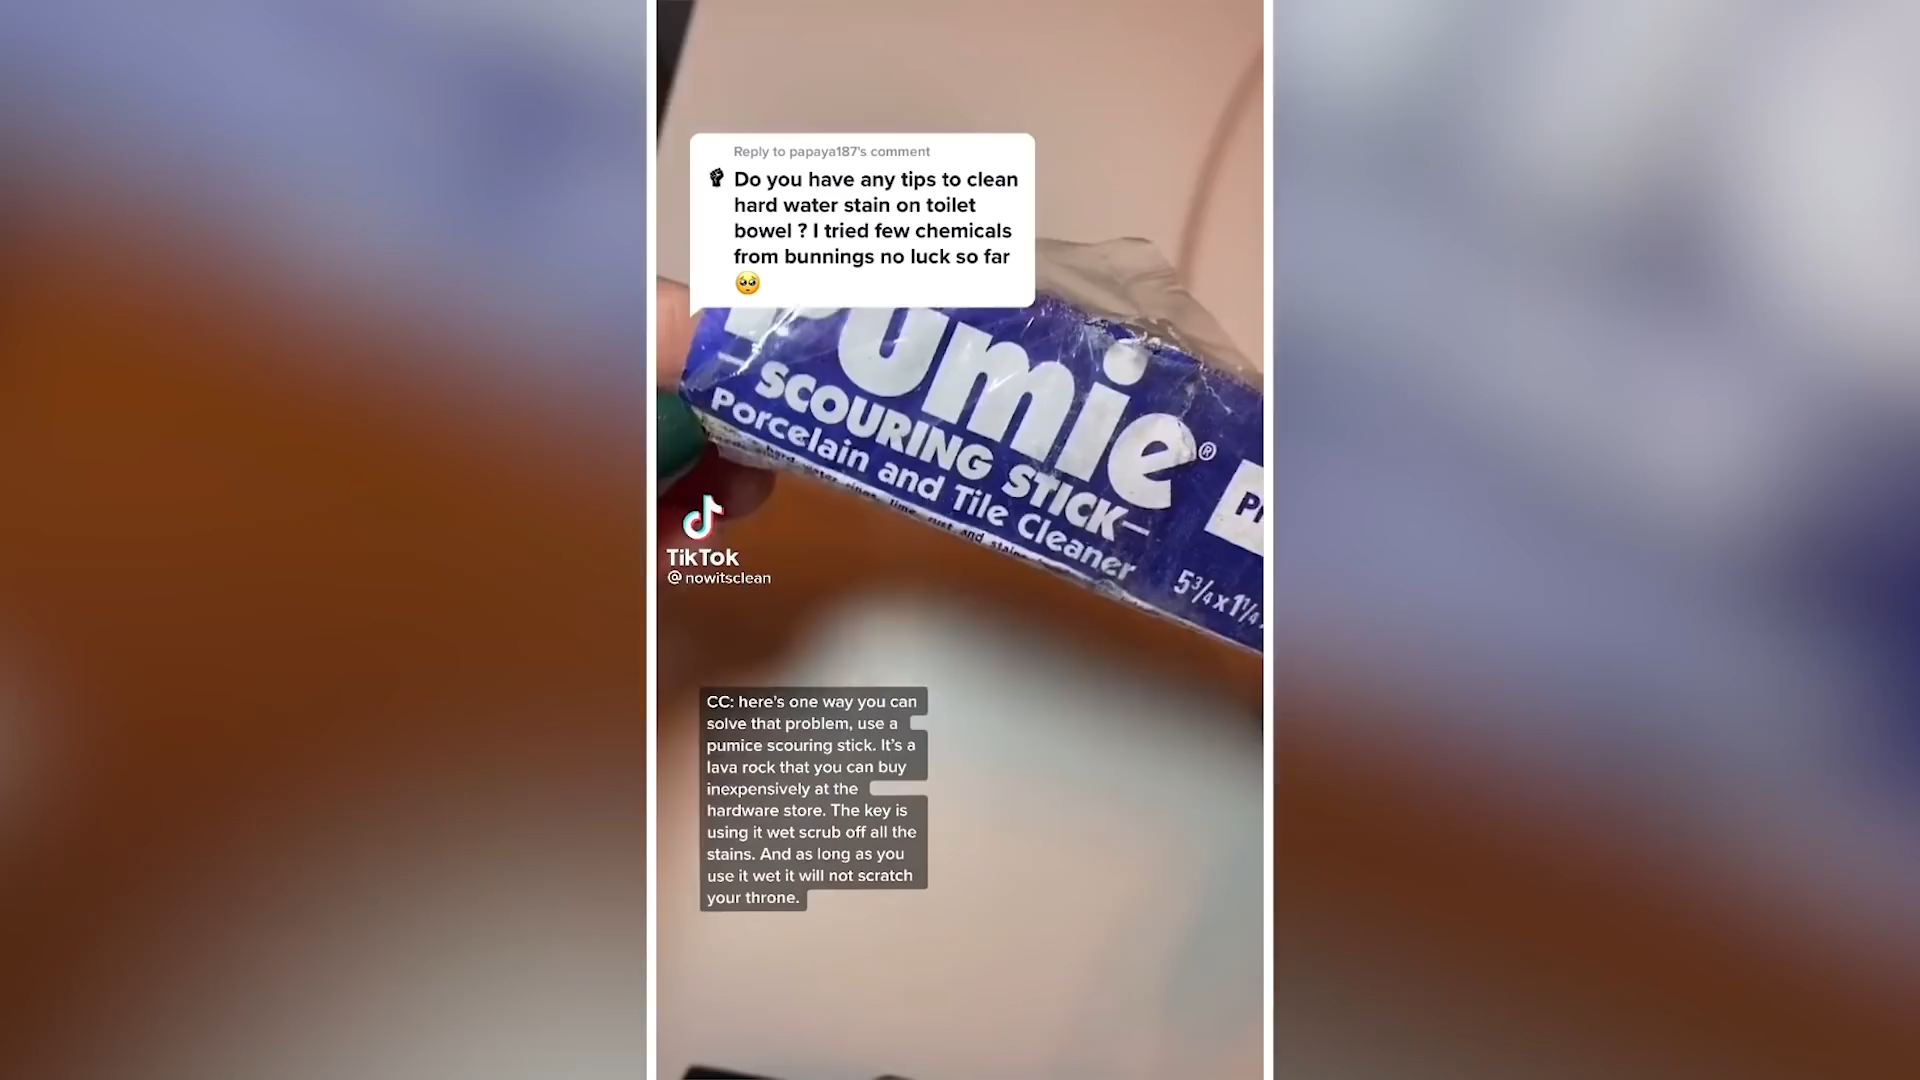 Reply to papaya187's comment
Do you have any tips to clean
hard water stain on toilet
bowel ? I tried few chemicals
from bunnings no luck so far
🥺
Pumie®
SCOURING STICK
Porcelain and Tile Cleaner
5¾ x 1¼
TikTok
@nowitsclean
CC: here's one way you can
solve that problem, use a
pumice scouring stick. It's a
lava rock that you can buy
inexpensively at the
hardware store. The key is
using it wet scrub off all the
stains. And as long as you
use it wet it will not scratch
your throne.